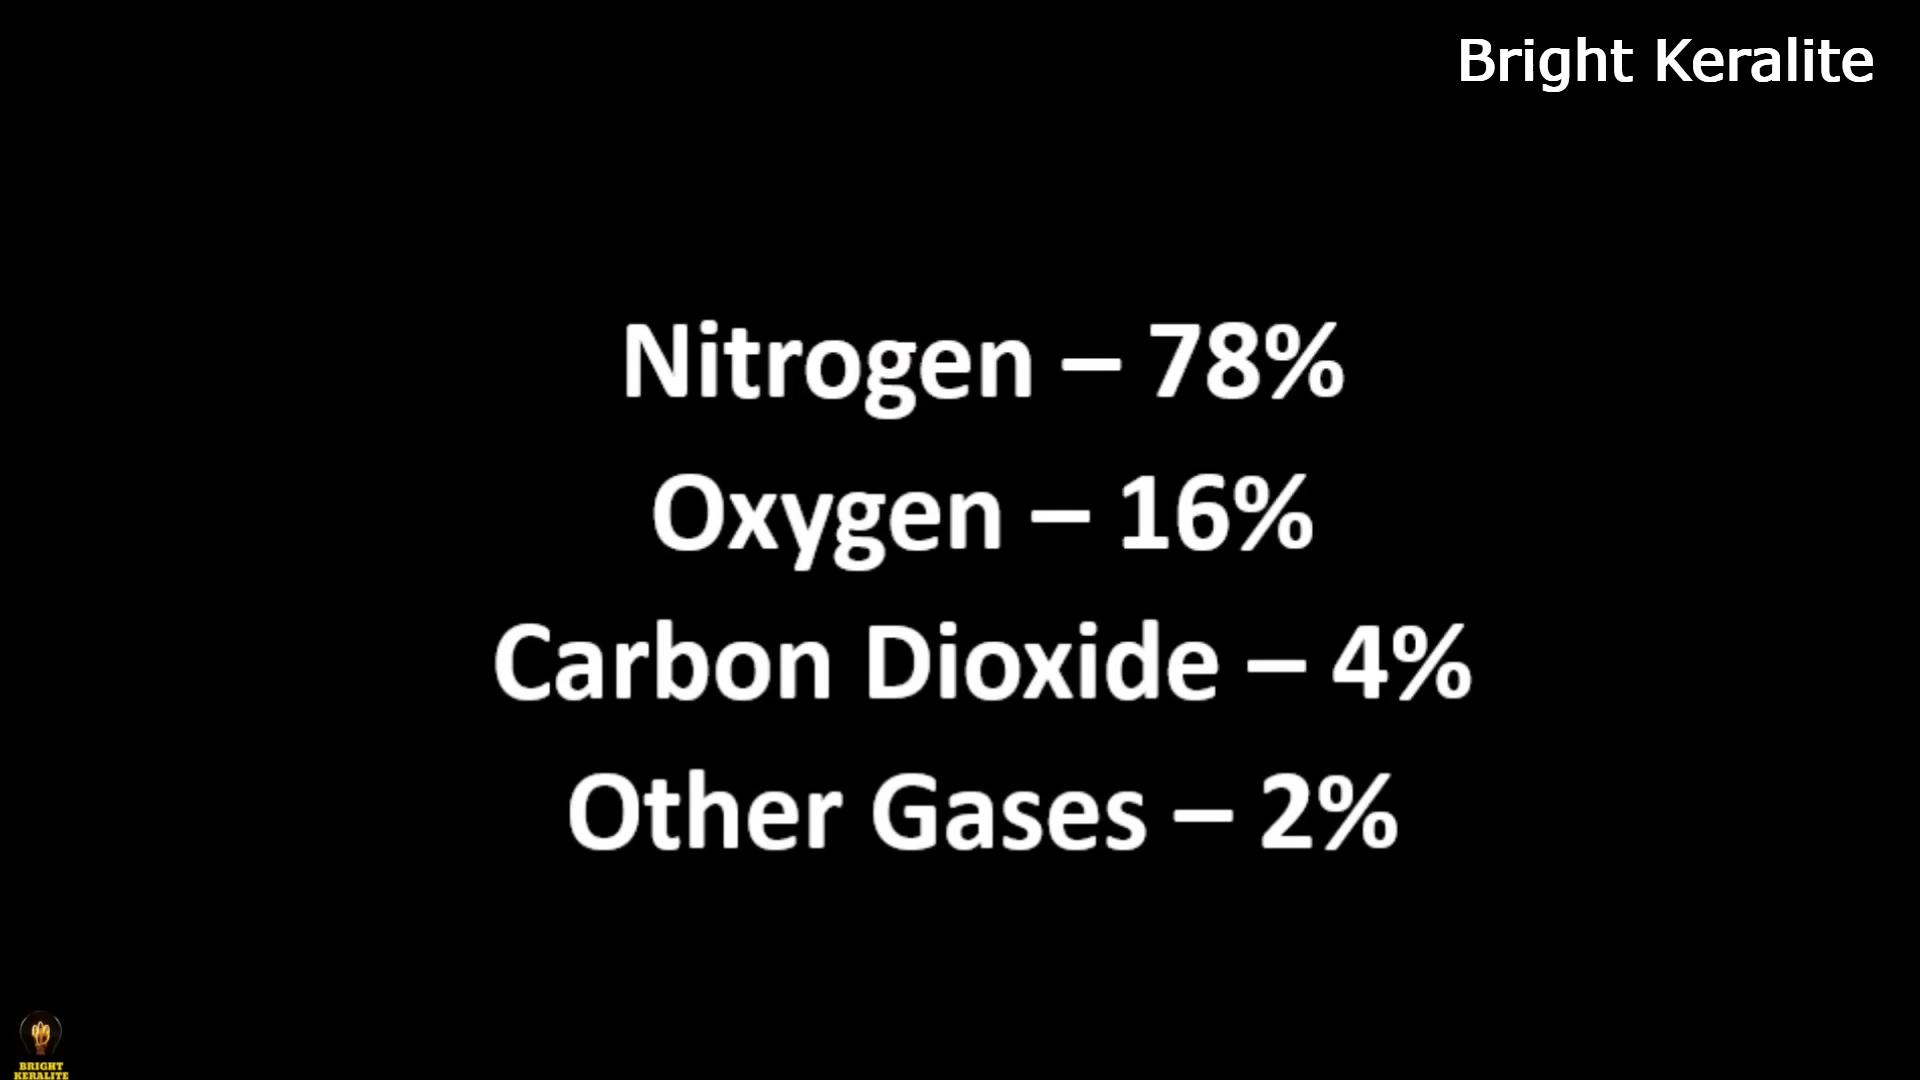 Bright Keralite
Nitrogen – 78%
Oxygen – 16%
Carbon Dioxide – 4%
Other Gases – 2%
BRIGHT
KERALITE